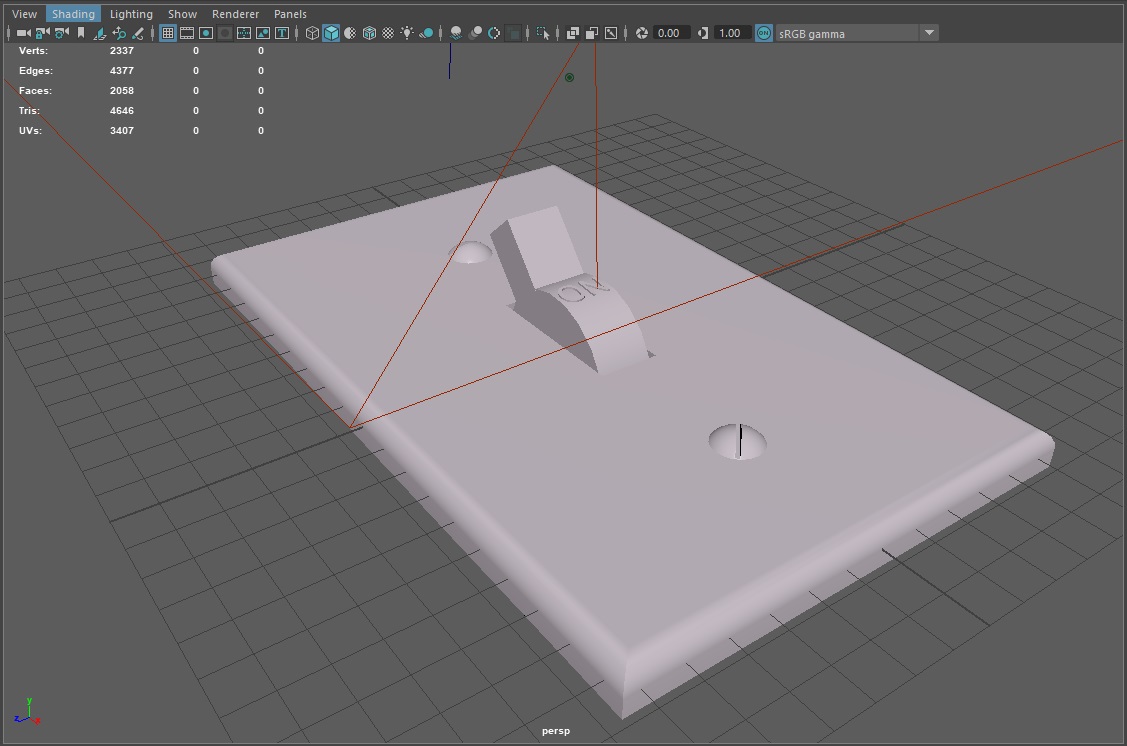 View Shading Lighting Show Renderer Panels
0.00 1.00 ON sRGB gamma
Verts: 2337 0 0
Edges: 4377 0 0
Faces: 2058 0 0
Tris: 4646 0 0
UVs: 3407 0 0
ON
y
z x
persp